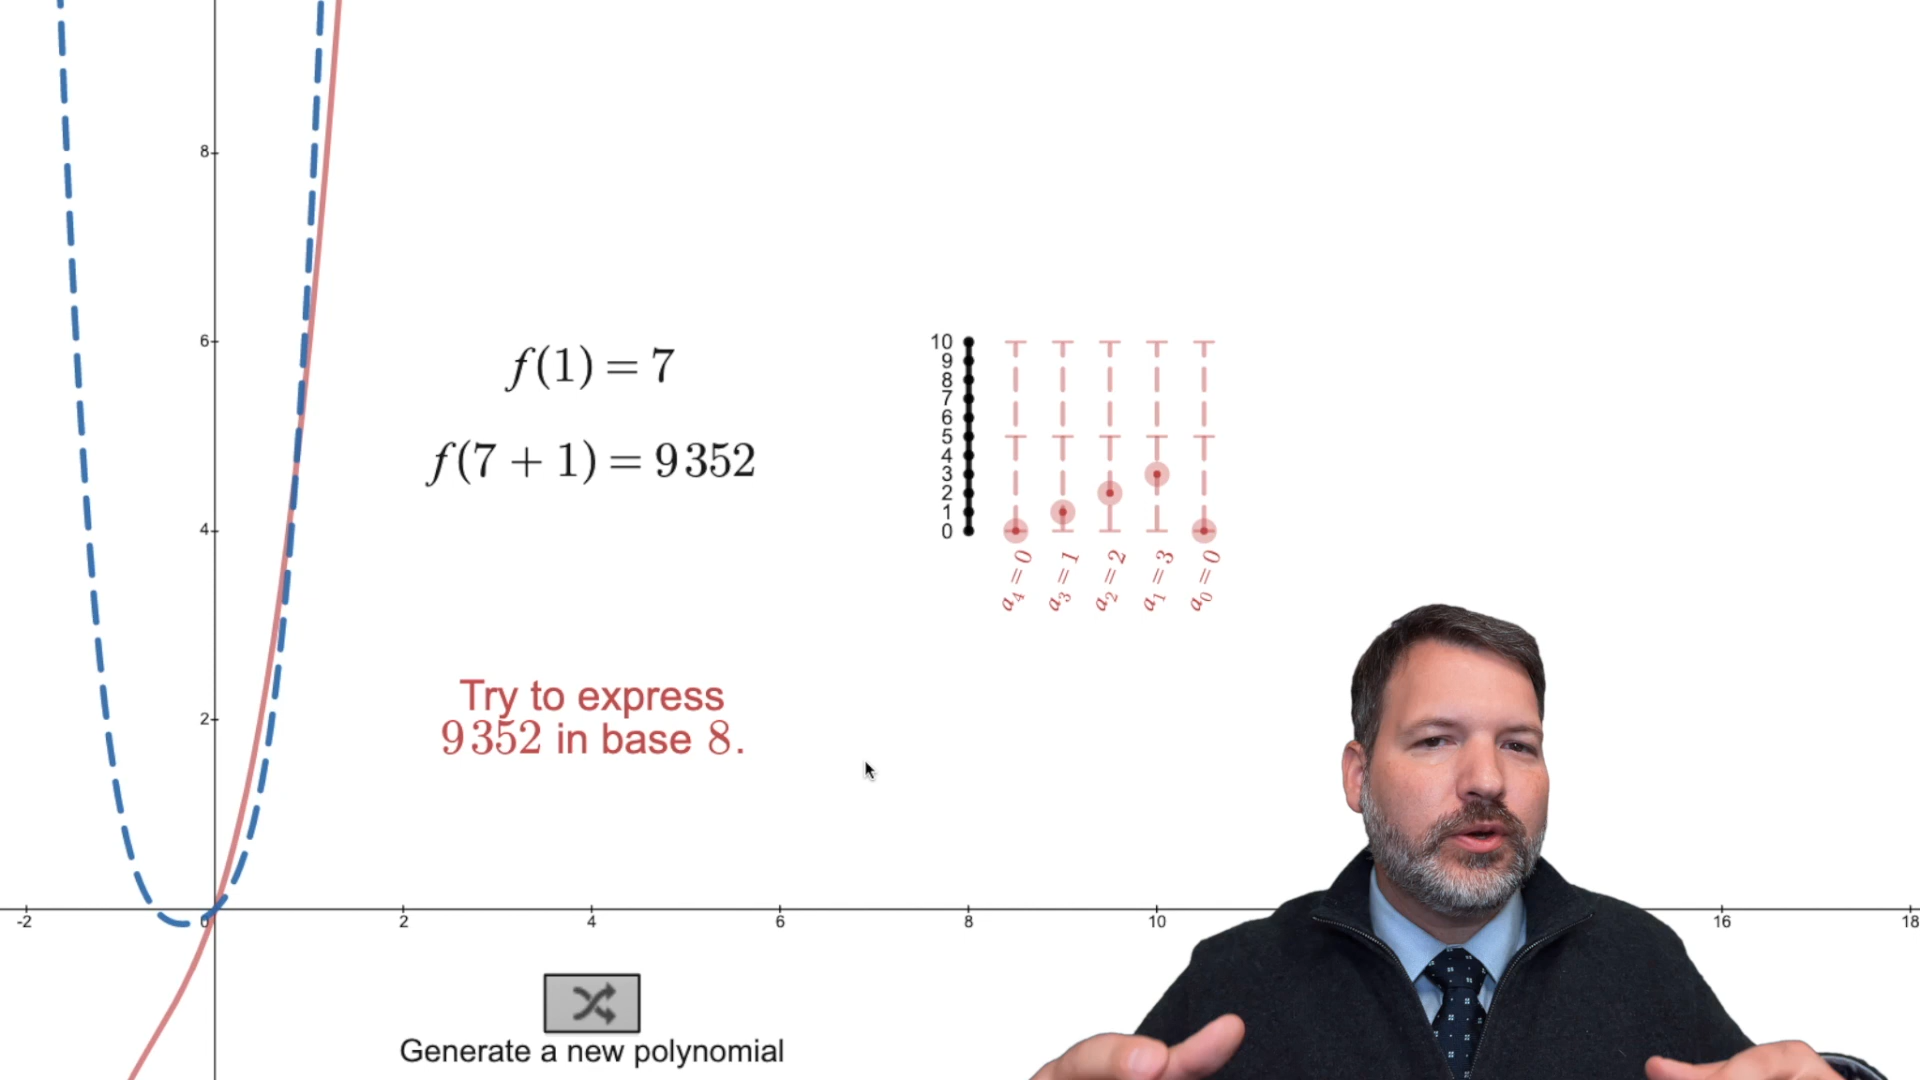 8
6
4
2
f(1) = 7
f(7 + 1) = 9352
10
9
8
7
6
5
4
3
2
1
0
a₄ = 0
a₃ = 1
a₂ = 2
a₁ = 3
a₀ = 0
Try to express
9352 in base 8.
-2 0 2 4 6 8 10 16 18
Generate a new polynomial